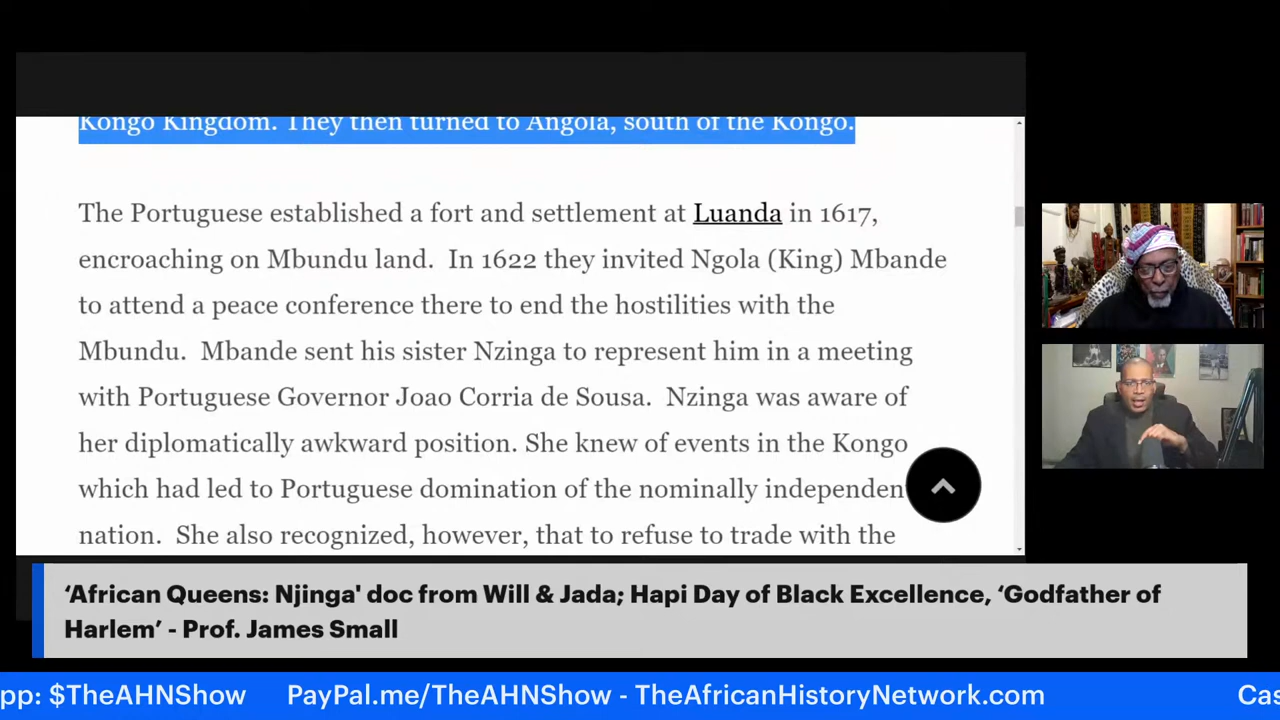 Kongo Kingdom. They then turned to Angola, south of the Kongo.
The Portuguese established a fort and settlement at Luanda in 1617,
encroaching on Mbundu land.  In 1622 they invited Ngola (King) Mbande
to attend a peace conference there to end the hostilities with the
Mbundu.  Mbande sent his sister Nzinga to represent him in a meeting
with Portuguese Governor Joao Corria de Sousa.  Nzinga was aware of
her diplomatically awkward position. She knew of events in the Kongo
which had led to Portuguese domination of the nominally independen
nation.  She also recognized, however, that to refuse to trade with the
‘African Queens: Njinga' doc from Will & Jada; Hapi Day of Black Excellence, ‘Godfather of
Harlem’ - Prof. James Small
pp: $TheAHNShow PayPal.me/TheAHNShow - TheAfricanHistoryNetwork.com Cas